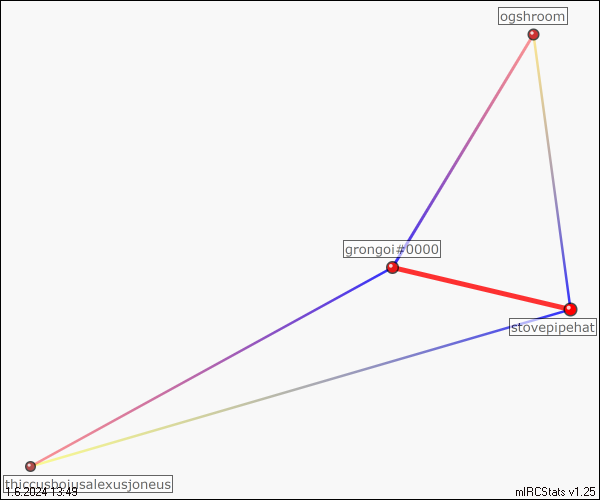 ogshroom
grongoi#0000
stovepipehat
thiccusboiusalexusjoneus
1.6.2024 13:49
mIRCStats v1.25